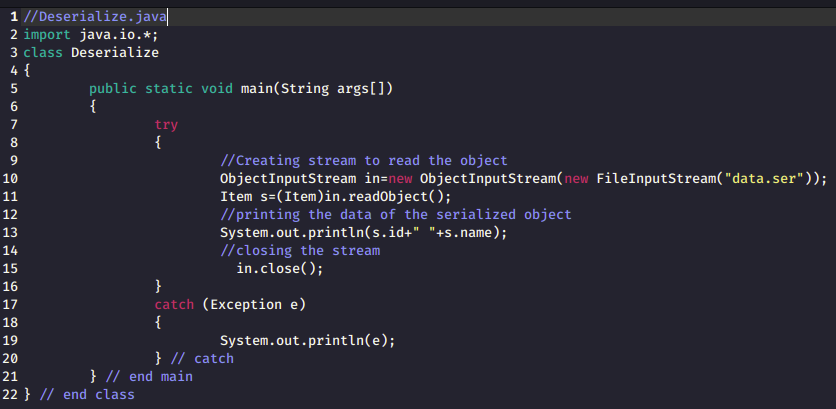 1 //Deserialize.java
2 import java.io.*;
3 class Deserialize
4 {
5 public static void main(String args[])
6 {
7 try
8 {
9 //Creating stream to read the object
10 ObjectInputStream in=new ObjectInputStream(new FileInputStream("data.ser"));
11 Item s=(Item)in.readObject();
12 //printing the data of the serialized object
13 System.out.println(s.id+" "+s.name);
14 //closing the stream
15 in.close();
16 }
17 catch (Exception e)
18 {
19 System.out.println(e);
20 } // catch
21 } // end main
22 } // end class